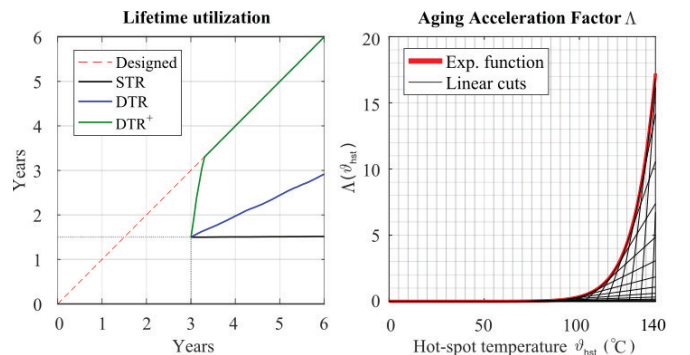 Lifetime utilization
6
5
4
3
2
1
0
Years
Designed
STR
DTR
DTR+
0 1 2 3 4 5 6
Years
Aging Acceleration Factor Λ
20
15
10
5
0
Λ(ϑhst)
Exp. function
Linear cuts
0 50 100 140
Hot-spot temperature ϑhst (°C)